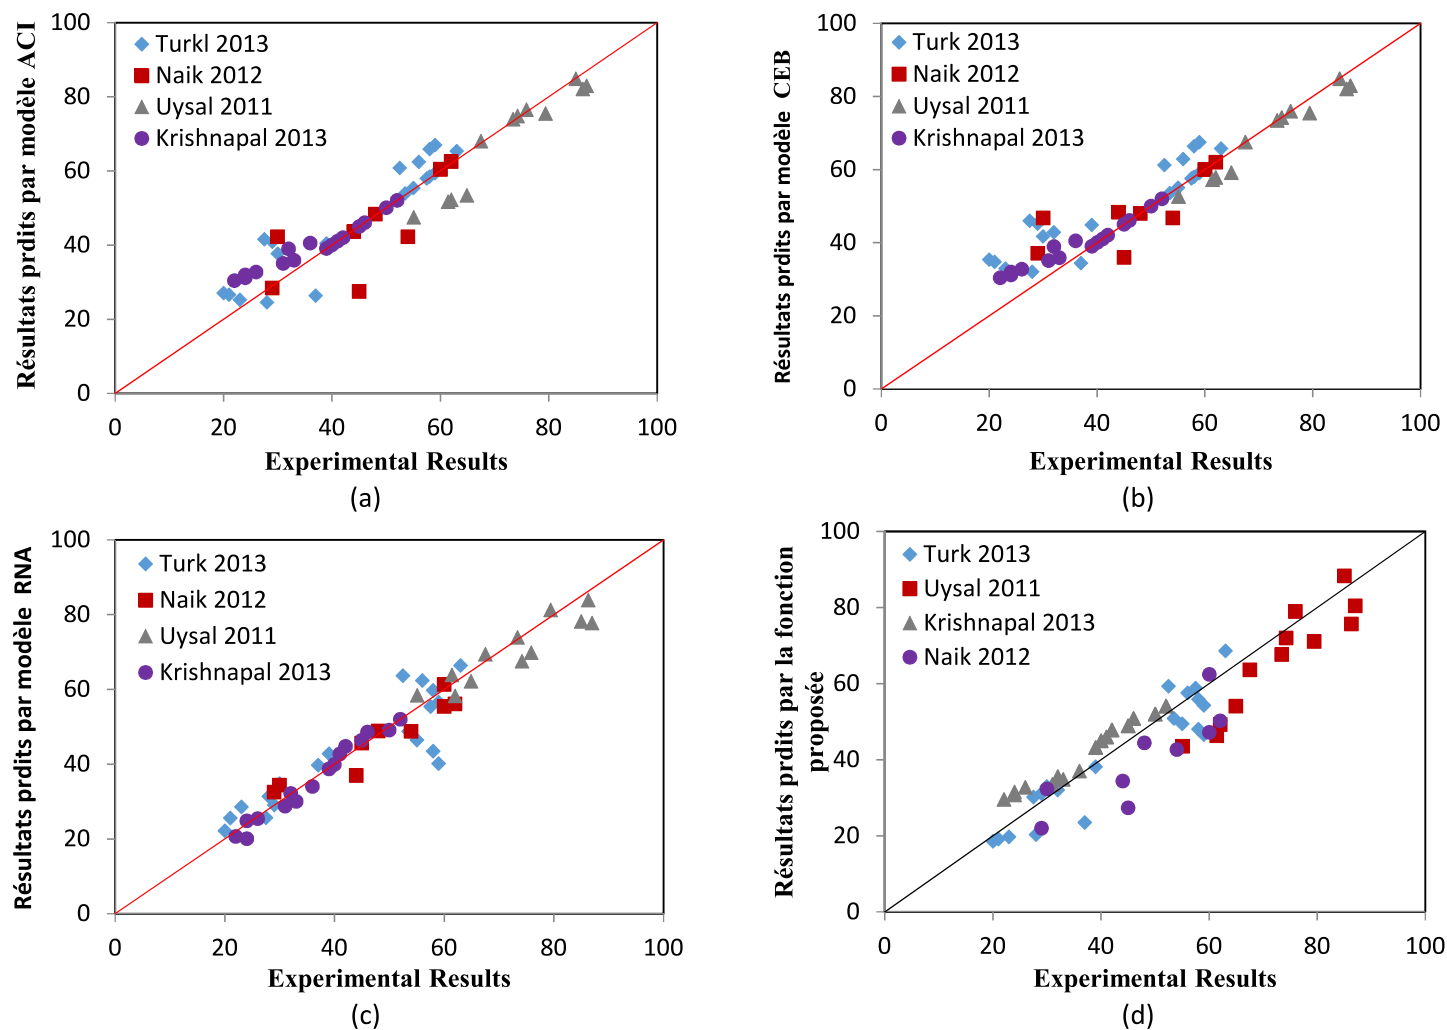 Résultats prdits par modèle ACI
100
80
60
40
20
0
Turkl 2013
Naik 2012
Uysal 2011
Krishnapal 2013
0 20 40 60 80 100
Experimental Results
(a)
Résultats prdits par modèle CEB
100
80
60
40
20
0
Turk 2013
Naik 2012
Uysal 2011
Krishnapal 2013
0 20 40 60 80 100
Experimental Results
(b)
Résultats prdits par modèle RNA
100
80
60
40
20
0
Turk 2013
Naik 2012
Uysal 2011
Krishnapal 2013
0 20 40 60 80 100
Experimental Results
(c)
Résultats prdits par la fonction
proposée
100
80
60
40
20
0
Turk 2013
Uysal 2011
Krishnapal 2013
Naik 2012
0 20 40 60 80 100
Experimental Results
(d)